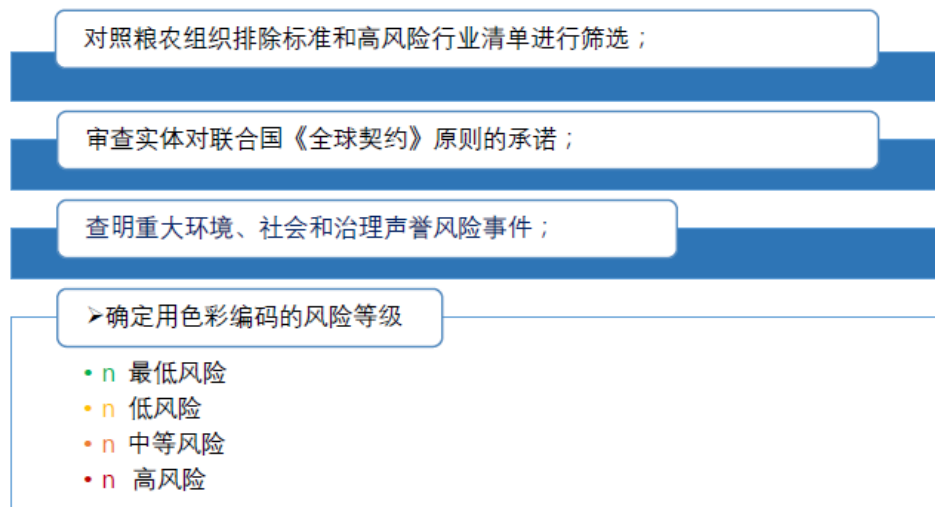 对照粮农组织排除标准和高风险行业清单进行筛选；
审查实体对联合国《全球契约》原则的承诺；
查明重大环境、社会和治理声誉风险事件；
➢确定用色彩编码的风险等级
• n 最低风险
• n 低风险
• n 中等风险
• n 高风险